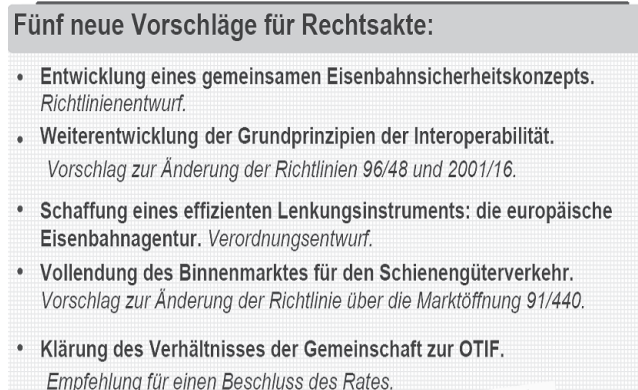 Fünf neue Vorschläge für Rechtsakte:
• Entwicklung eines gemeinsamen Eisenbahnsicherheitskonzepts.
Richtlinienentwurf.
• Weiterentwicklung der Grundprinzipien der Interoperabilität.
Vorschlag zur Änderung der Richtlinien 96/48 und 2001/16.
• Schaffung eines effizienten Lenkungsinstruments: die europäische
Eisenbahnagentur. Verordnungsentwurf.
• Vollendung des Binnenmarktes für den Schienengüterverkehr.
Vorschlag zur Änderung der Richtlinie über die Marktöffnung 91/440.
• Klärung des Verhältnisses der Gemeinschaft zur OTIF.
Empfehlung für einen Beschluss des Rates.